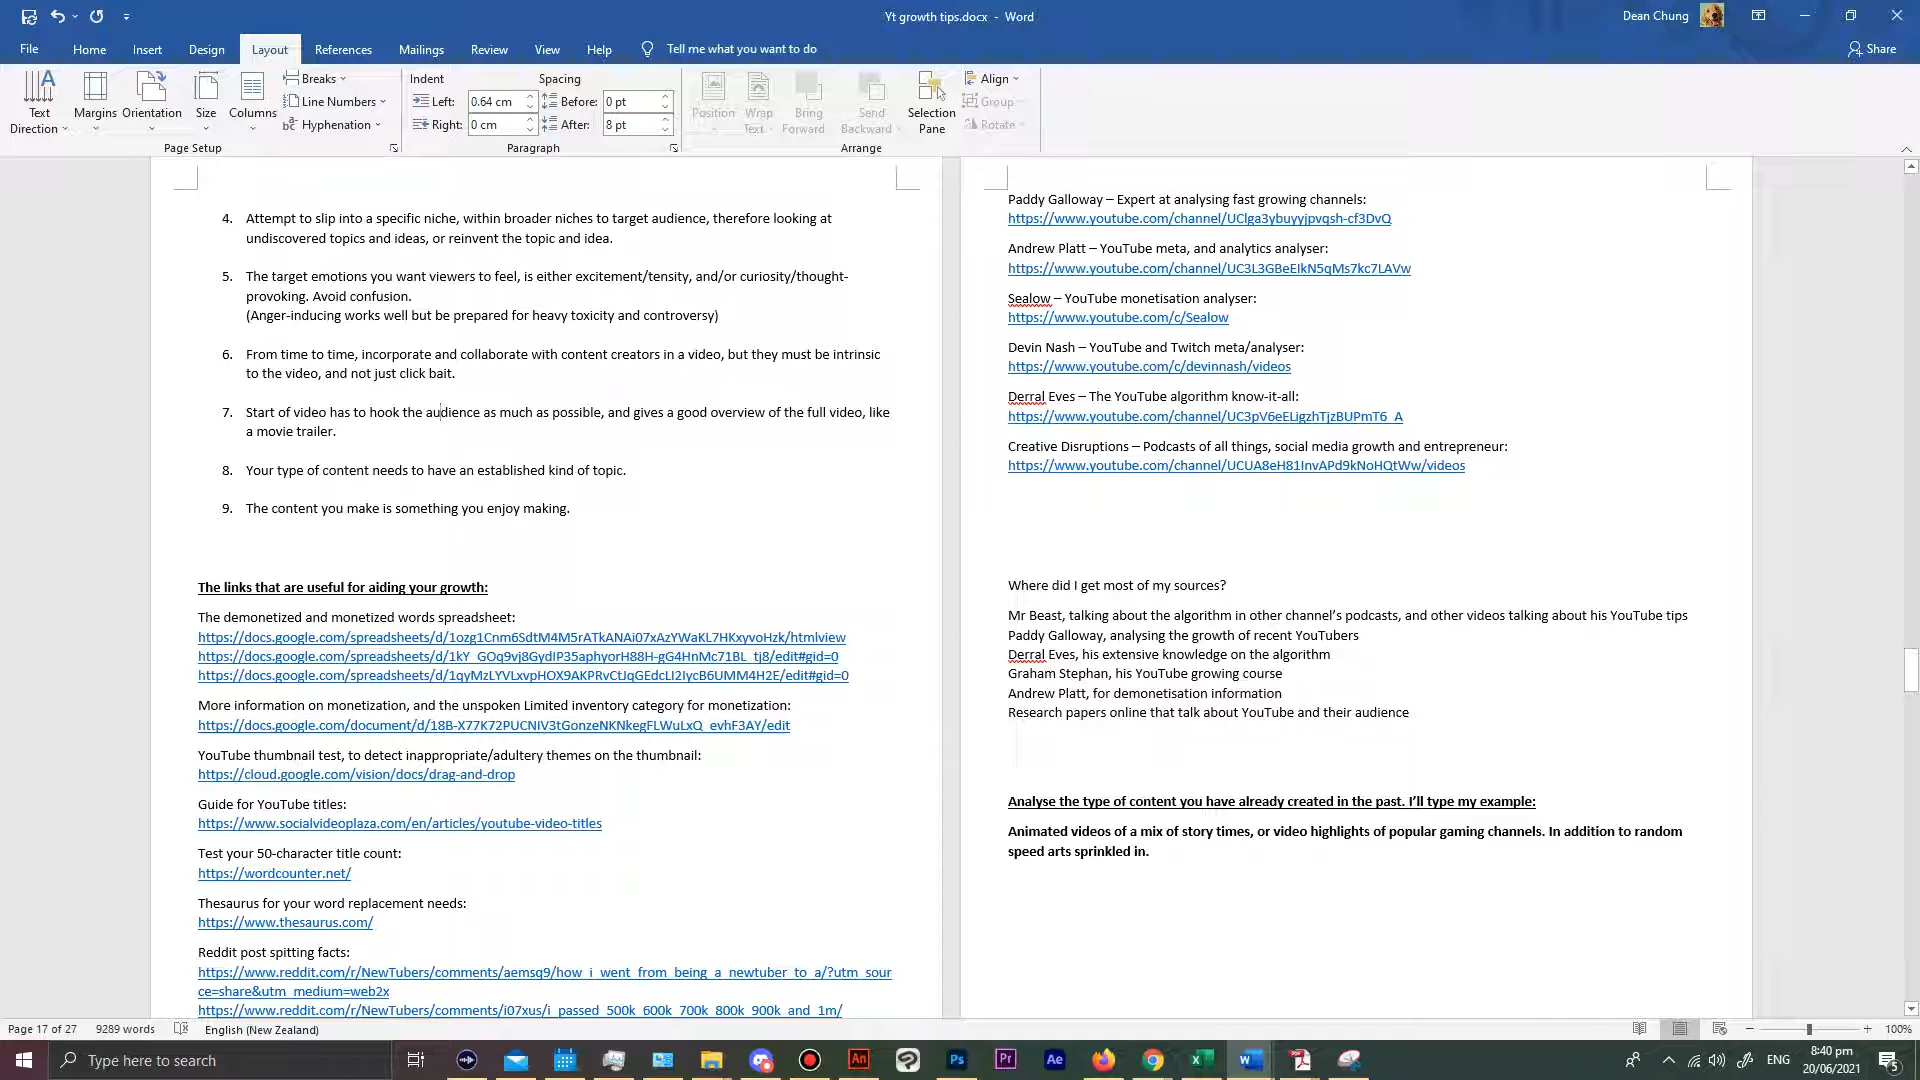 Yt growth tips.docx - Word
Dean Chung
File Home Insert Design Layout References Mailings Review View Help Tell me what you want to do
Share
Text Direction
Margins
Orientation
Size
Columns
Breaks
Line Numbers
Hyphenation
Page Setup
Indent
Left: 0.64 cm
Right: 0 cm
Spacing
Before: 0 pt
After: 8 pt
Paragraph
Position
Wrap Text
Bring Forward
Send Backward
Selection Pane
Align
Group
Rotate
Arrange
4. Attempt to slip into a specific niche, within broader niches to target audience, therefore looking at
undiscovered topics and ideas, or reinvent the topic and idea.
5. The target emotions you want viewers to feel, is either excitement/tensity, and/or curiosity/thought-
provoking. Avoid confusion.
(Anger-inducing works well but be prepared for heavy toxicity and controversy)
6. From time to time, incorporate and collaborate with content creators in a video, but they must be intrinsic
to the video, and not just click bait.
7. Start of video has to hook the audience as much as possible, and gives a good overview of the full video, like
a movie trailer.
8. Your type of content needs to have an established kind of topic.
9. The content you make is something you enjoy making.
The links that are useful for aiding your growth:
The demonetized and monetized words spreadsheet:
https://docs.google.com/spreadsheets/d/1ozg1Cnm6SdtM4M5rATkANAi07xAzYWaKL7HKxyvoHzk/htmlview
https://docs.google.com/spreadsheets/d/1kY_GOq9vj8GydIP35aphyorH88H-gG4HnMc71BL_tj8/edit#gid=0
https://docs.google.com/spreadsheets/d/1qyMzLYVLxvpHOX9AKPRvCtJqGEdcLI2IycB6UMM4H2E/edit#gid=0
More information on monetization, and the unspoken Limited inventory category for monetization:
https://docs.google.com/document/d/18B-X77K72PUCNIV3tGonzeNKNkegFLWuLxQ_evhF3AY/edit
YouTube thumbnail test, to detect inappropriate/adultery themes on the thumbnail:
https://cloud.google.com/vision/docs/drag-and-drop
Guide for YouTube titles:
https://www.socialvideoplaza.com/en/articles/youtube-video-titles
Test your 50-character title count:
https://wordcounter.net/
Thesaurus for your word replacement needs:
https://www.thesaurus.com/
Reddit post spitting facts:
https://www.reddit.com/r/NewTubers/comments/aemsq9/how_i_went_from_being_a_newtuber_to_a/?utm_sour
ce=share&utm_medium=web2x
https://www.reddit.com/r/NewTubers/comments/i07xus/i_passed_500k_600k_700k_800k_900k_and_1m/
Paddy Galloway – Expert at analysing fast growing channels:
https://www.youtube.com/channel/UClga3ybuyyjpvqsh-cf3DvQ
Andrew Platt – YouTube meta, and analytics analyser:
https://www.youtube.com/channel/UC3L3GBeEIkN5qMs7kc7LAVw
Sealow – YouTube monetisation analyser:
https://www.youtube.com/c/Sealow
Devin Nash – YouTube and Twitch meta/analyser:
https://www.youtube.com/c/devinnash/videos
Derral Eves – The YouTube algorithm know-it-all:
https://www.youtube.com/channel/UC3pV6eELigzhTjzBUPmT6_A
Creative Disruptions – Podcasts of all things, social media growth and entrepreneur:
https://www.youtube.com/channel/UCUA8eH81InvAPd9kNoHQtWw/videos
Where did I get most of my sources?
Mr Beast, talking about the algorithm in other channel’s podcasts, and other videos talking about his YouTube tips
Paddy Galloway, analysing the growth of recent YouTubers
Derral Eves, his extensive knowledge on the algorithm
Graham Stephan, his YouTube growing course
Andrew Platt, for demonetisation information
Research papers online that talk about YouTube and their audience
Analyse the type of content you have already created in the past. I’ll type my example:
Animated videos of a mix of story times, or video highlights of popular gaming channels. In addition to random
speed arts sprinkled in.
Page 17 of 27 9289 words English (New Zealand) 100%
Type here to search
An Ps Pr Ae
ENG
8:40 pm
20/06/2021
5